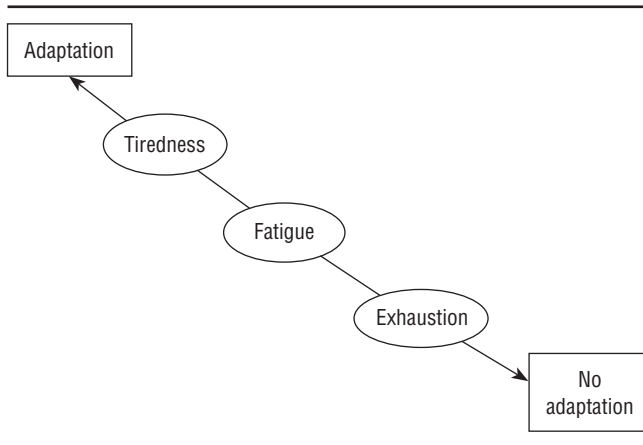 Adaptation
Tiredness
Fatigue
Exhaustion
No
adaptation